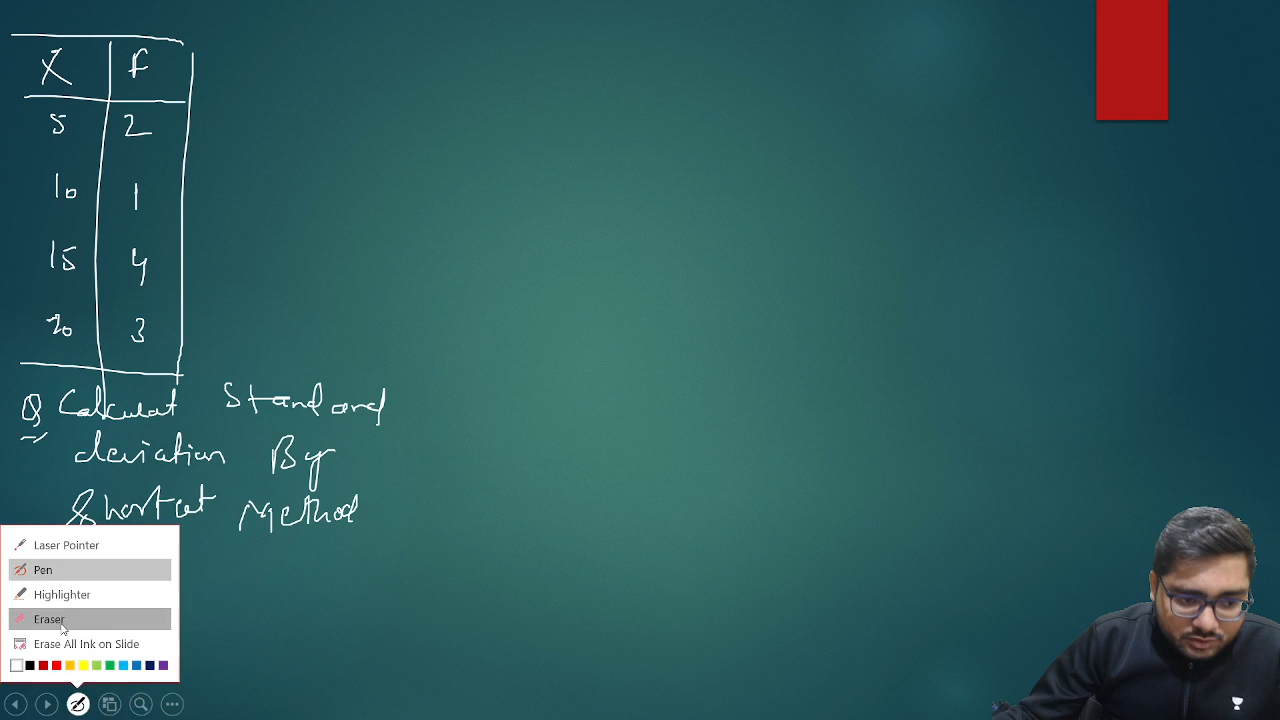 X f
5 2
10 1
15 4
20 3
Q Calculat Standard
deviation By
Shortcut Method
Laser Pointer
Pen
Highlighter
Eraser
Erase All Ink on Slide